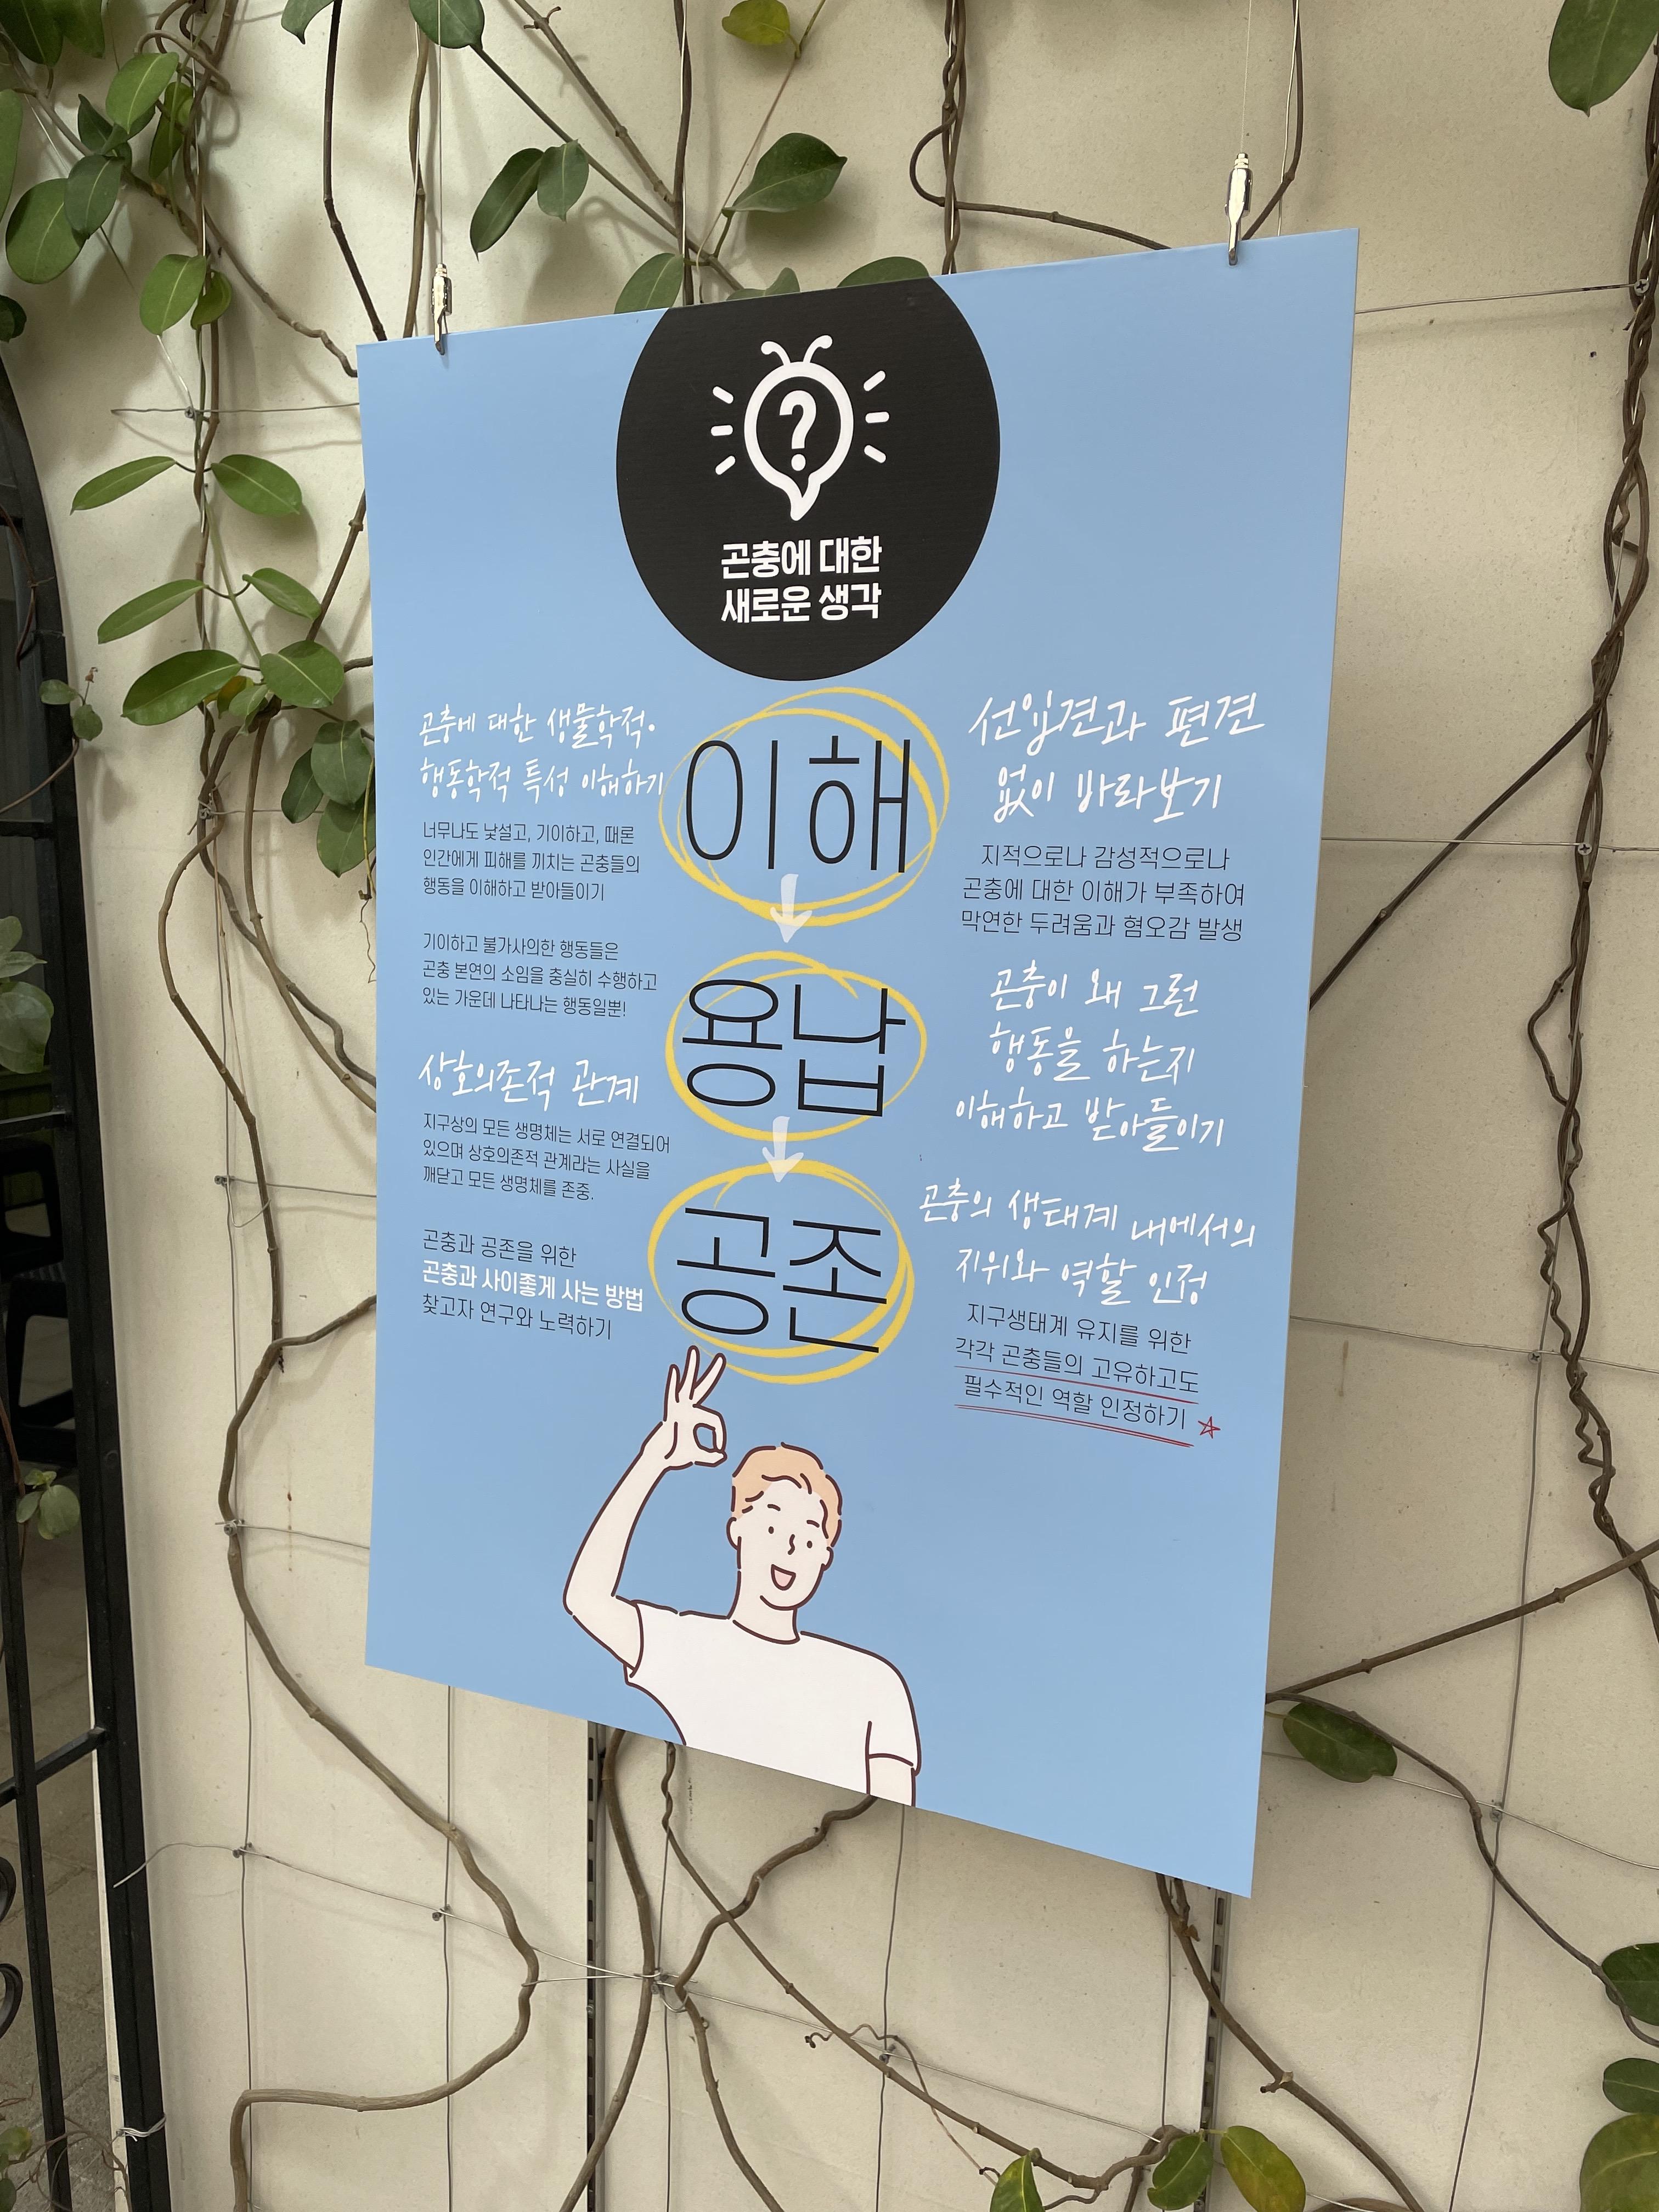 ?
곤충에 대한
새로운 생각
곤충에 대한 생물학적·
행동학적 특성 이해하기
너무나도 낯설고, 기이하고, 때론
인간에게 피해를 끼치는 곤충들의
행동을 이해하고 받아들이기
기이하고 불가사의한 행동들은
곤충 본연의 소임을 충실히 수행하고
있는 가운데 나타나는 행동일뿐!
상호의존적 관계
지구상의 모든 생명체는 서로 연결되어
있으며 상호의존적 관계라는 사실을
깨닫고 모든 생명체를 존중.
곤충과 공존을 위한
곤충과 사이좋게 사는 방법
찾고자 연구와 노력하기
이해
용납
공존
선입견과 편견
없이 바라보기
지적으로나 감성적으로나
곤충에 대한 이해가 부족하여
막연한 두려움과 혐오감 발생
곤충이 왜 그런
행동을 하는지
이해하고 받아들이기
곤충의 생태계 내에서의
지위와 역할 인정
지구생태계 유지를 위한
각각 곤충들의 고유하고도
필수적인 역할 인정하기